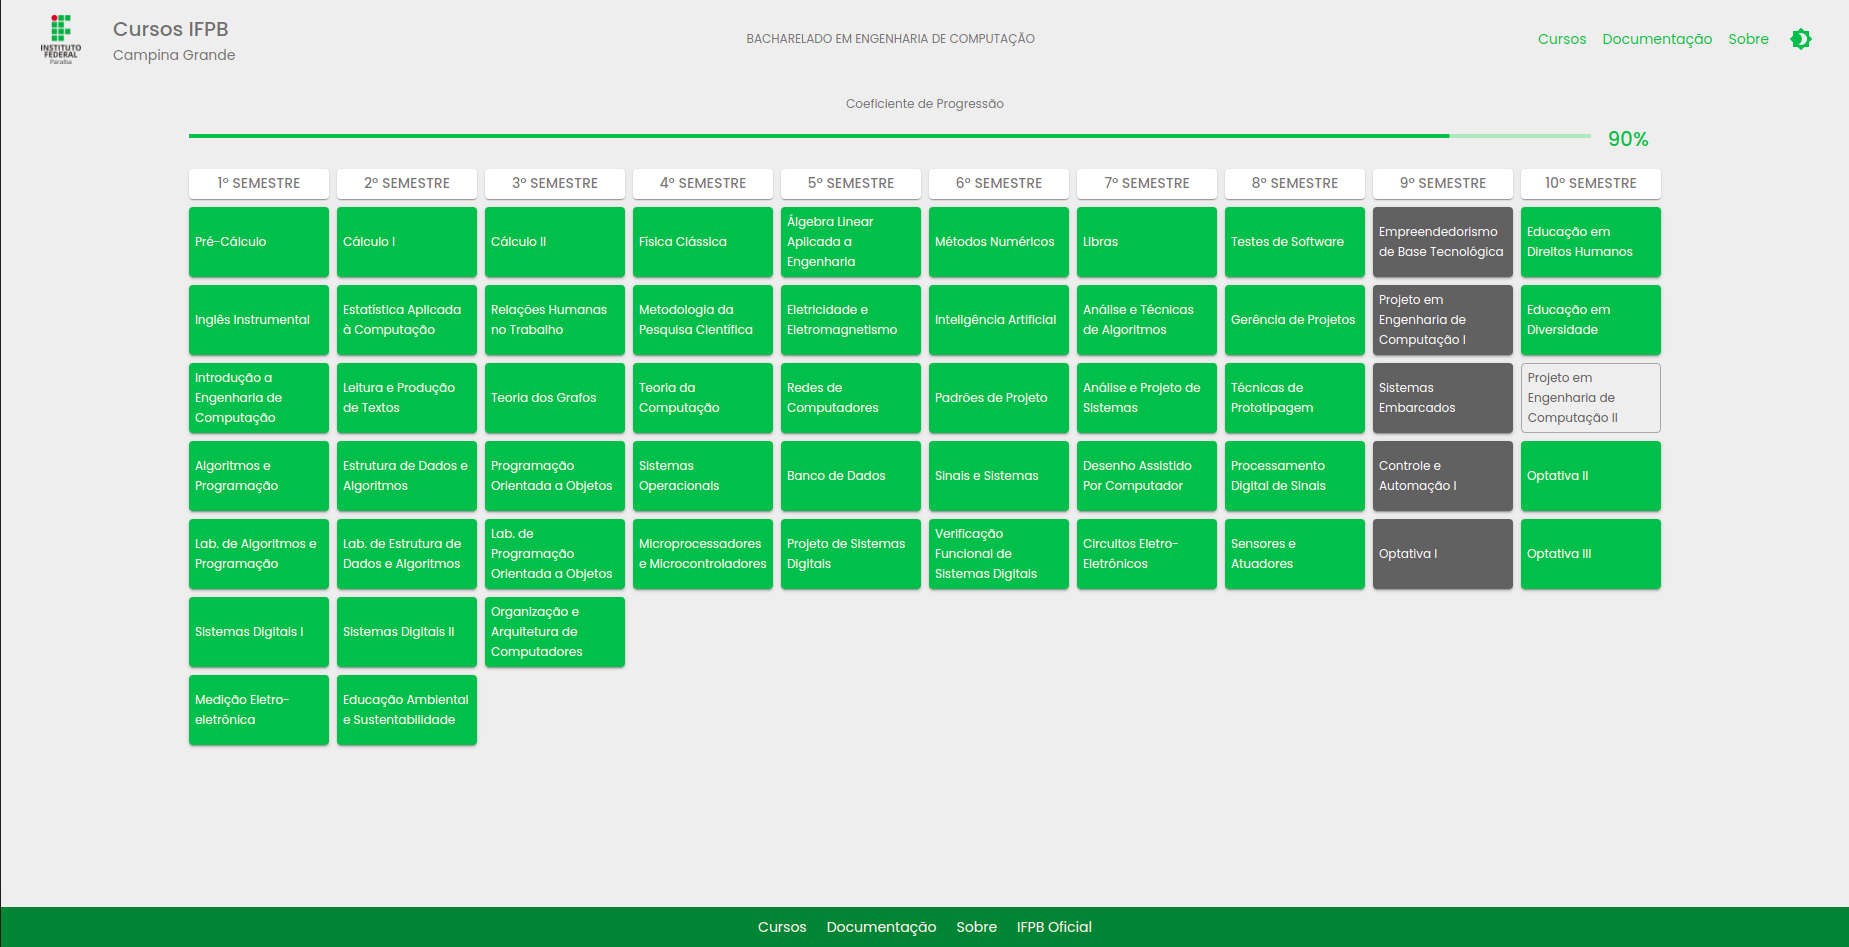 INSTITUTO
FEDERAL
Paraíba
Cursos IFPB
Campina Grande
BACHARELADO EM ENGENHARIA DE COMPUTAÇÃO
Cursos
Documentação
Sobre
Coeficiente de Progressão
90%
1º SEMESTRE
Pré-Cálculo
Inglês Instrumental
Introdução a
Engenharia de
Computação
Algoritmos e
Programação
Lab. de Algoritmos e
Programação
Sistemas Digitais I
Medição Eletro-
eletrônica
2º SEMESTRE
Cálculo I
Estatística Aplicada
à Computação
Leitura e Produção
de Textos
Estrutura de Dados e
Algoritmos
Lab. de Estrutura de
Dados e Algoritmos
Sistemas Digitais II
Educação Ambiental
e Sustentabilidade
3º SEMESTRE
Cálculo II
Relações Humanas
no Trabalho
Teoria dos Grafos
Programação
Orientada a Objetos
Lab. de
Programação
Orientada a Objetos
Organização e
Arquitetura de
Computadores
4º SEMESTRE
Física Clássica
Metodologia da
Pesquisa Científica
Teoria da
Computação
Sistemas
Operacionais
Microprocessadores
e Microcontroladores
5º SEMESTRE
Álgebra Linear
Aplicada a
Engenharia
Eletricidade e
Eletromagnetismo
Redes de
Computadores
Banco de Dados
Projeto de Sistemas
Digitais
6º SEMESTRE
Métodos Numéricos
Inteligência Artificial
Padrões de Projeto
Sinais e Sistemas
Verificação
Funcional de
Sistemas Digitais
7º SEMESTRE
Libras
Análise e Técnicas
de Algoritmos
Análise e Projeto de
Sistemas
Desenho Assistido
Por Computador
Circuitos Eletro-
Eletrônicos
8º SEMESTRE
Testes de Software
Gerência de Projetos
Técnicas de
Prototipagem
Processamento
Digital de Sinais
Sensores e
Atuadores
9º SEMESTRE
Empreendedorismo
de Base Tecnológica
Projeto em
Engenharia de
Computação I
Sistemas
Embarcados
Controle e
Automação I
Optativa I
10º SEMESTRE
Educação em
Direitos Humanos
Educação em
Diversidade
Projeto em
Engenharia de
Computação II
Optativa II
Optativa III
Cursos
Documentação
Sobre
IFPB Oficial